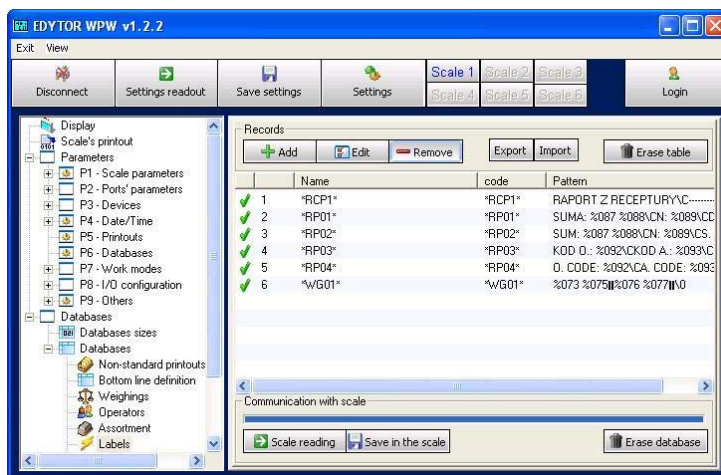 EDYTOR WPW v1.2.2
Exit View
Disconnect Settings readout Save settings Settings Scale 1 Scale 2 Scale 3 Scale 4 Scale 5 Scale 6 Login
Display
Scale's printout
Parameters
P1 - Scale parameters
P2 - Ports' parameters
P3 - Devices
P4 - Date/Time
P5 - Printouts
P6 - Databases
P7 - Work modes
P8 - I/O configuration
P9 - Others
Databases
Databases sizes
Databases
Non-standard printouts
Bottom line definition
Weighings
Operators
Assortment
Labels
Records
Add Edit Remove Export Import Erase table
Name code Pattern
1 *RCP1* *RCP1* RAPORT Z RECEPTURY\C--------
2 *RP01* *RP01* SUMA: %087 %088\CN: %089\CD
3 *RP02* *RP02* SUM: %087 %088\CN: %089\CS.
4 *RP03* *RP03* KOD O.: %092\CKOD A.: %093\C
5 *RP04* *RP04* O. CODE: %092\CA. CODE: %093
6 *WG01* *WG01* %073 %075||%076 %077||\0
Communication with scale
Scale reading Save in the scale Erase database